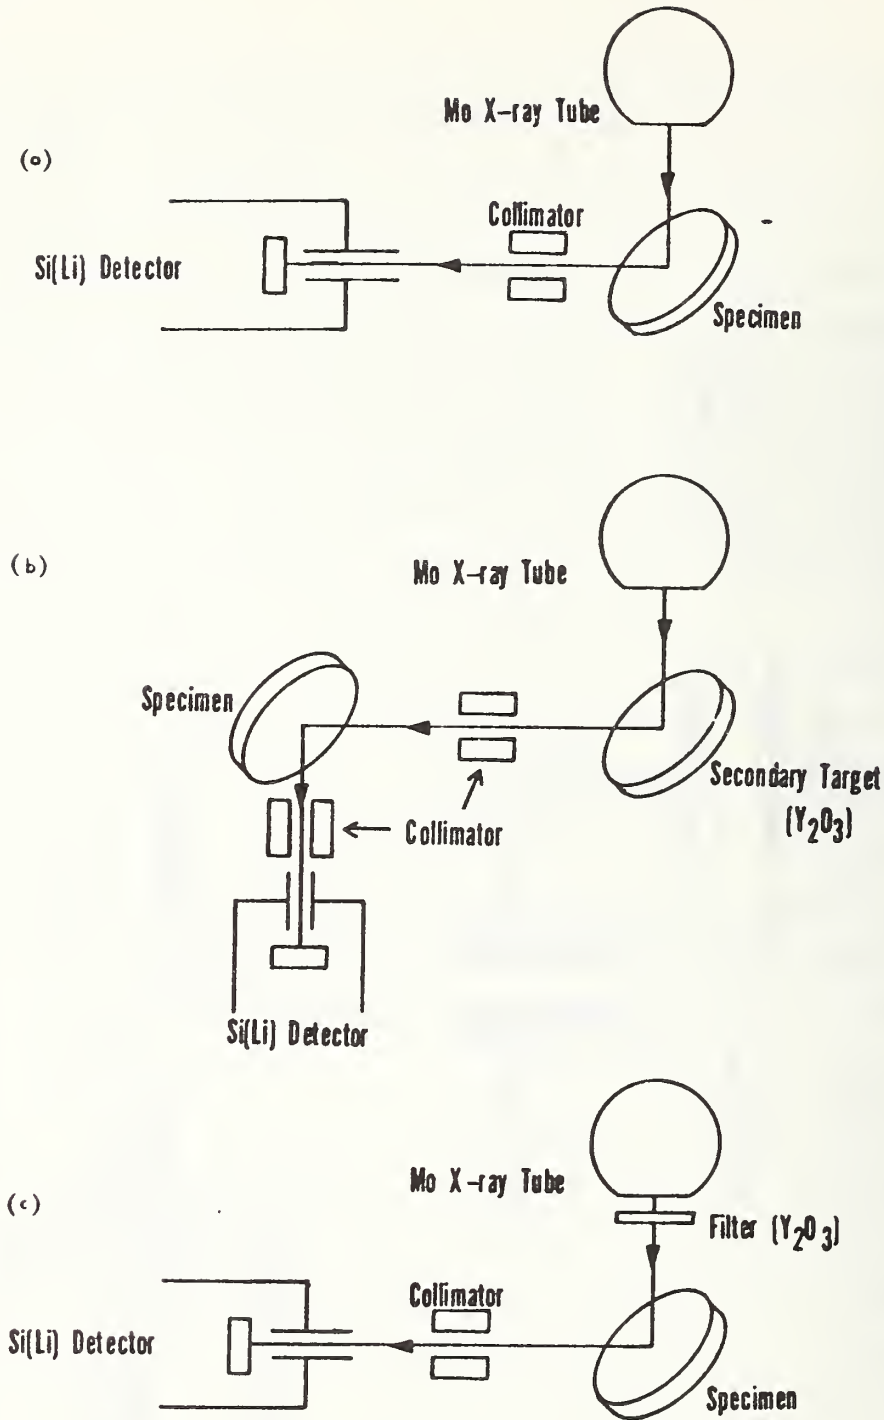 Mo X-ray Tube
(a)
Collimator
Si(Li) Detector
Specimen
(b)
Mo X-ray Tube
Specimen
Secondary Target
(Y₂O₃)
Collimator
Si(Li) Detector
Mo X-ray Tube
(c)
Filter (Y₂O₃)
Collimator
Si(Li) Detector
Specimen